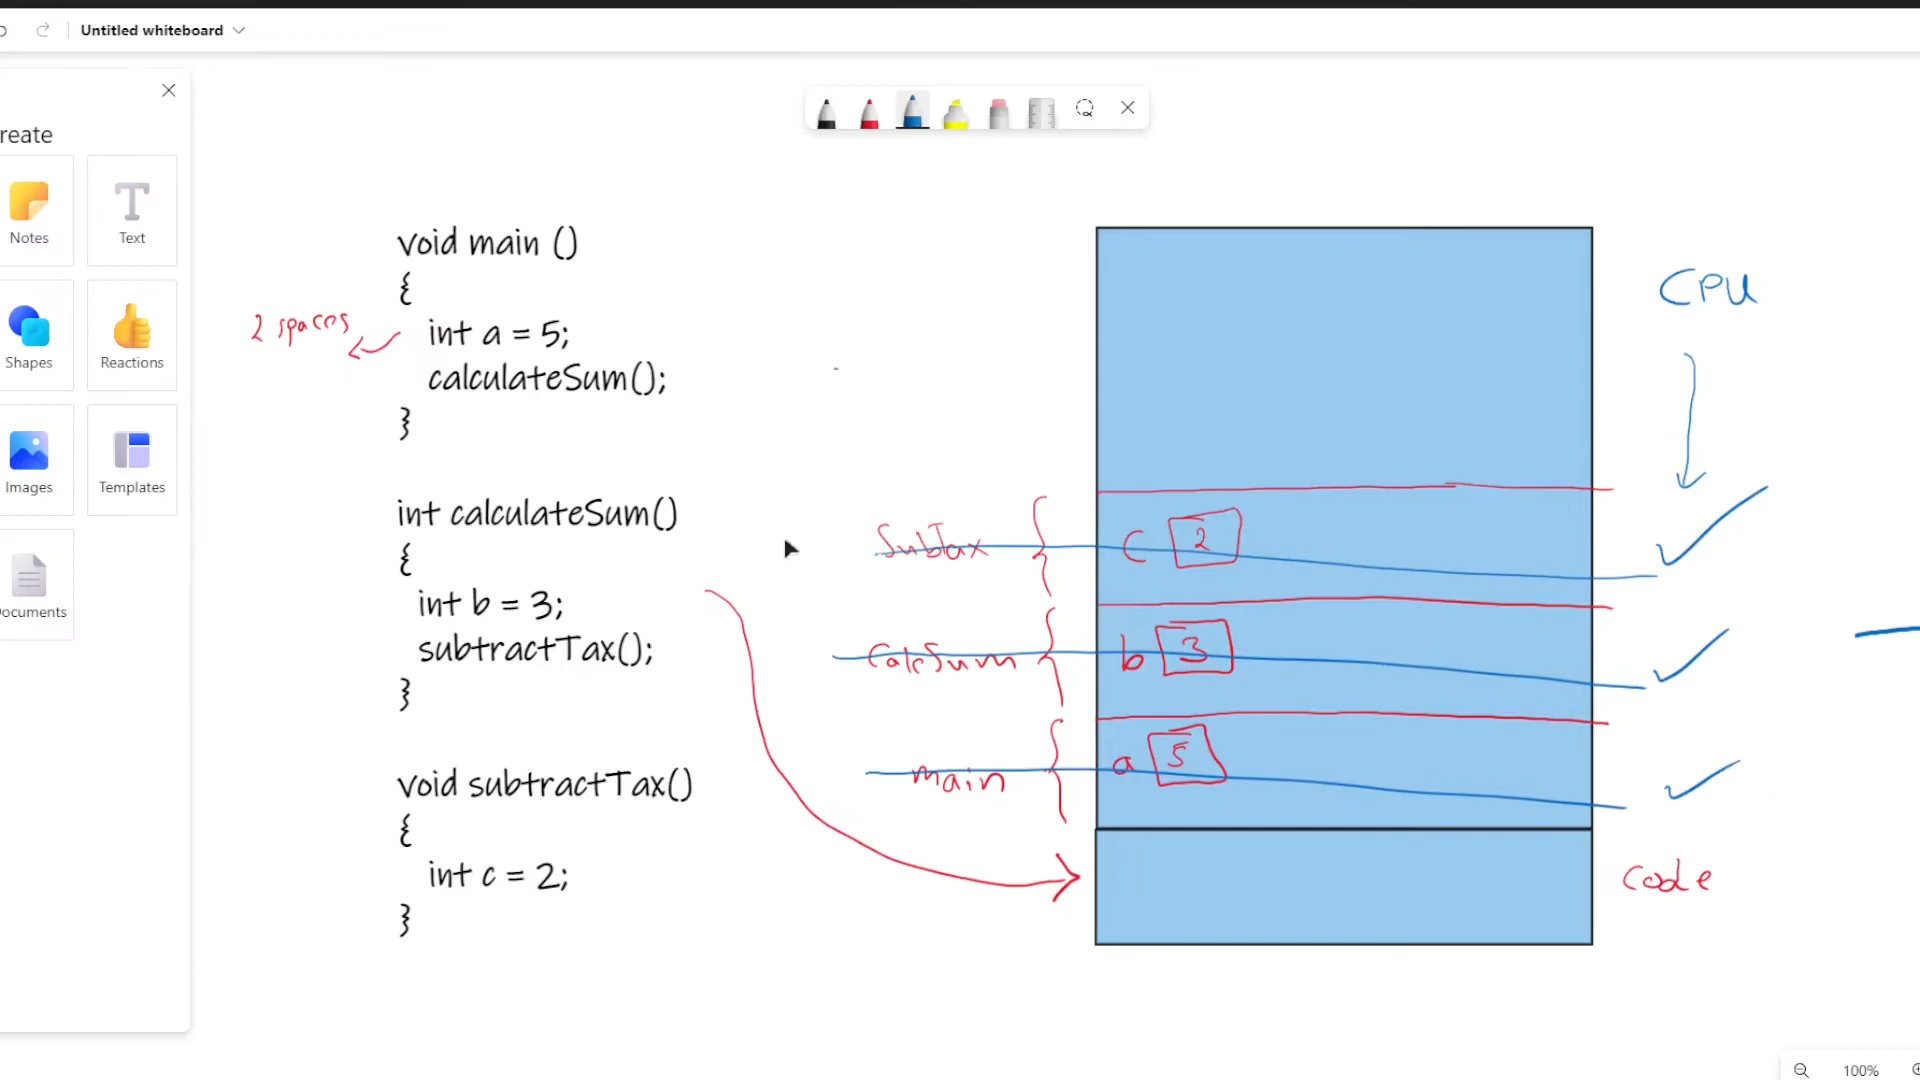 Untitled whiteboard
reate
Notes
Text
Shapes
Reactions
Images
Templates
ocuments
void main ()
{
int a = 5;
calculateSum();
}
2 spaces
int calculateSum()
{
int b = 3;
subtractTax();
}
void subtractTax()
{
int c = 2;
}
CPU
SubTax
C 2
CalcSum
b 3
main
a 5
Code
100%